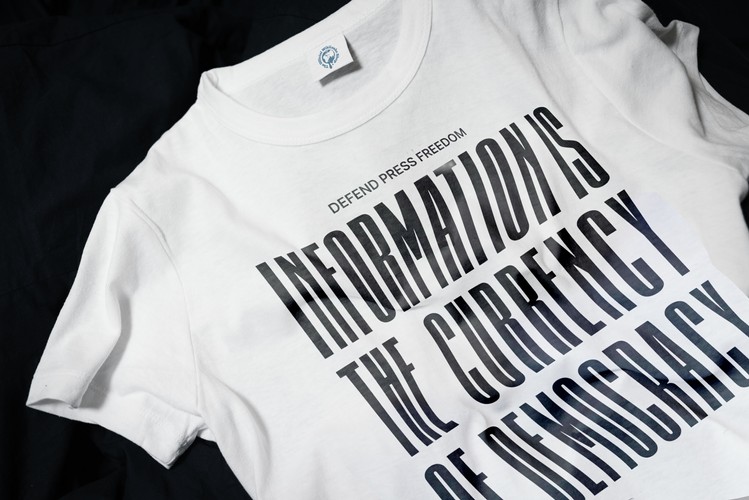 DEFEND PRESS FREEDOM
INFORMATION IS
THE CURRENCY
OF DEMOCRACY